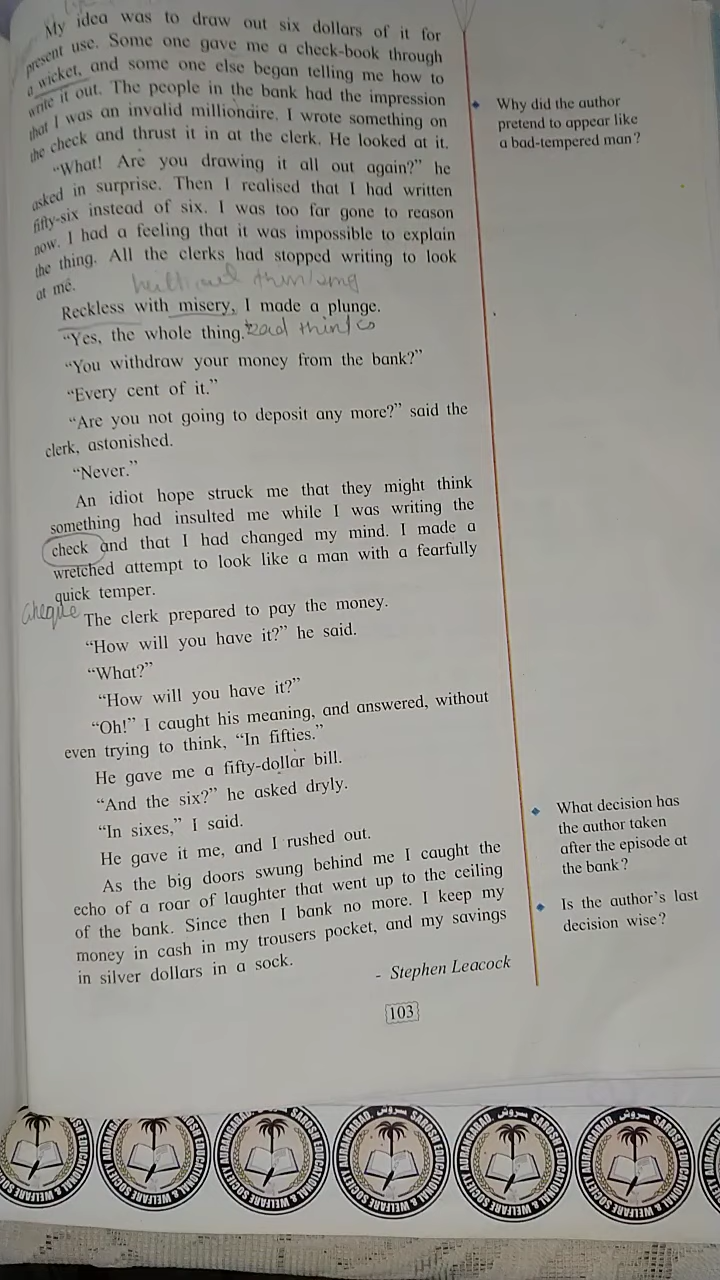 My idea was to draw out six dollars of it for
present use. Some one gave me a check-book through
a wicket, and some one else began telling me how to
write it out. The people in the bank had the impression
that I was an invalid millionaire. I wrote something on
the check and thrust it in at the clerk. He looked at it.
“What! Are you drawing it all out again?” he
asked in surprise. Then I realised that I had written
fifty-six instead of six. I was too far gone to reason
now. I had a feeling that it was impossible to explain
the thing. All the clerks had stopped writing to look
at me.
Reckless with misery, I made a plunge.
“Yes, the whole thing.”
“You withdraw your money from the bank?”
“Every cent of it.”
“Are you not going to deposit any more?” said the
clerk, astonished.
“Never.”
An idiot hope struck me that they might think
something had insulted me while I was writing the
check and that I had changed my mind. I made a
wretched attempt to look like a man with a fearfully
quick temper.
cheque
The clerk prepared to pay the money.
“How will you have it?” he said.
“What?”
“How will you have it?”
“Oh!” I caught his meaning, and answered, without
even trying to think, “In fifties.”
He gave me a fifty-dollar bill.
“And the six?” he asked dryly.
“In sixes,” I said.
He gave it me, and I rushed out.
As the big doors swung behind me I caught the
echo of a roar of laughter that went up to the ceiling
of the bank. Since then I bank no more. I keep my
money in cash in my trousers pocket, and my savings
in silver dollars in a sock.
- Stephen Leacock
103
Why did the author
pretend to appear like
a bad-tempered man?
What decision has
the author taken
after the episode at
the bank?
Is the author’s last
decision wise?
SAROSH EDUCATIONAL & WELFARE SOCIETY AURANGABAD. سروش